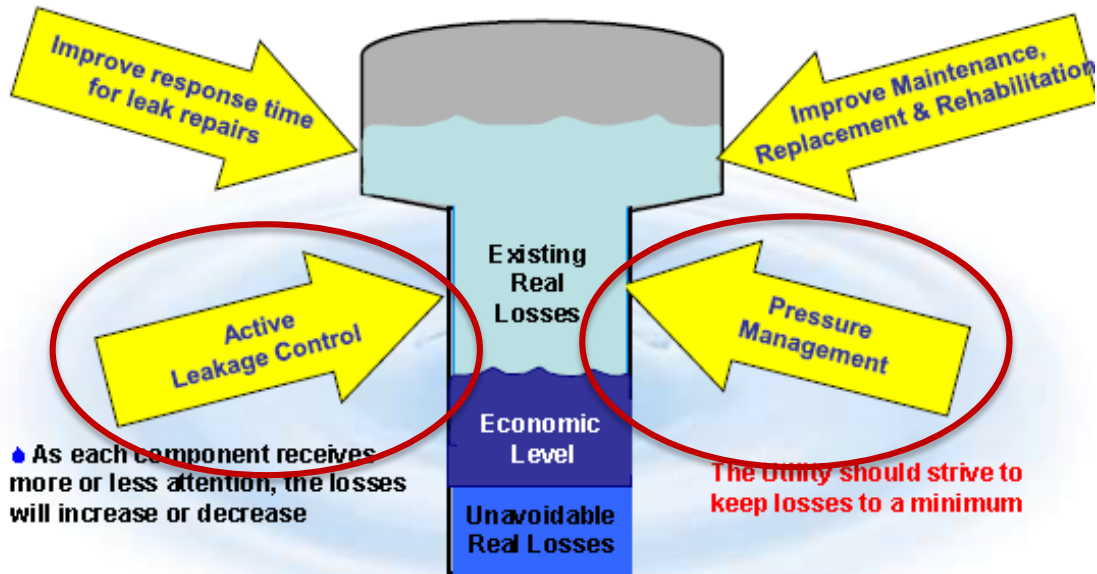 Improve response time
for leak repairs
Improve Maintenance,
Replacement & Rehabilitation
Existing
Real
Losses
Active
Leakage Control
Pressure
Management
Economic
Level
As each component receives
more or less attention, the losses
will increase or decrease
The Utility should strive to
keep losses to a minimum
Unavoidable
Real Losses